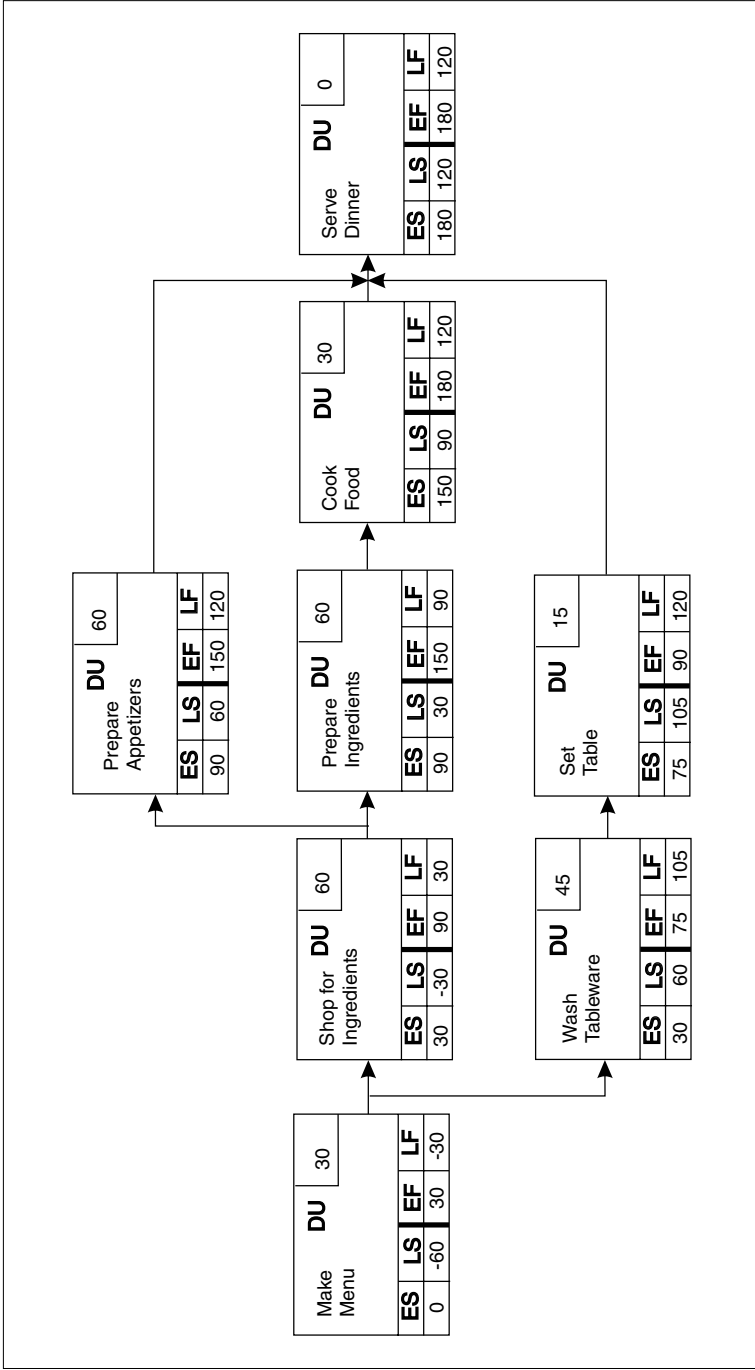 Make
Menu
DU
30
ES LS EF LF
0 -60 30 -30
Shop for
Ingredients
DU
60
ES LS EF LF
30 -30 90 30
Wash
Tableware
DU
45
ES LS EF LF
30 60 75 105
Prepare
Appetizers
DU
60
ES LS EF LF
90 60 150 120
Prepare
Ingredients
DU
60
ES LS EF LF
90 30 150 90
Set
Table
DU
15
ES LS EF LF
75 105 90 120
Cook
Food
DU
30
ES LS EF LF
150 90 180 120
Serve
Dinner
DU
0
ES LS EF LF
180 120 180 120